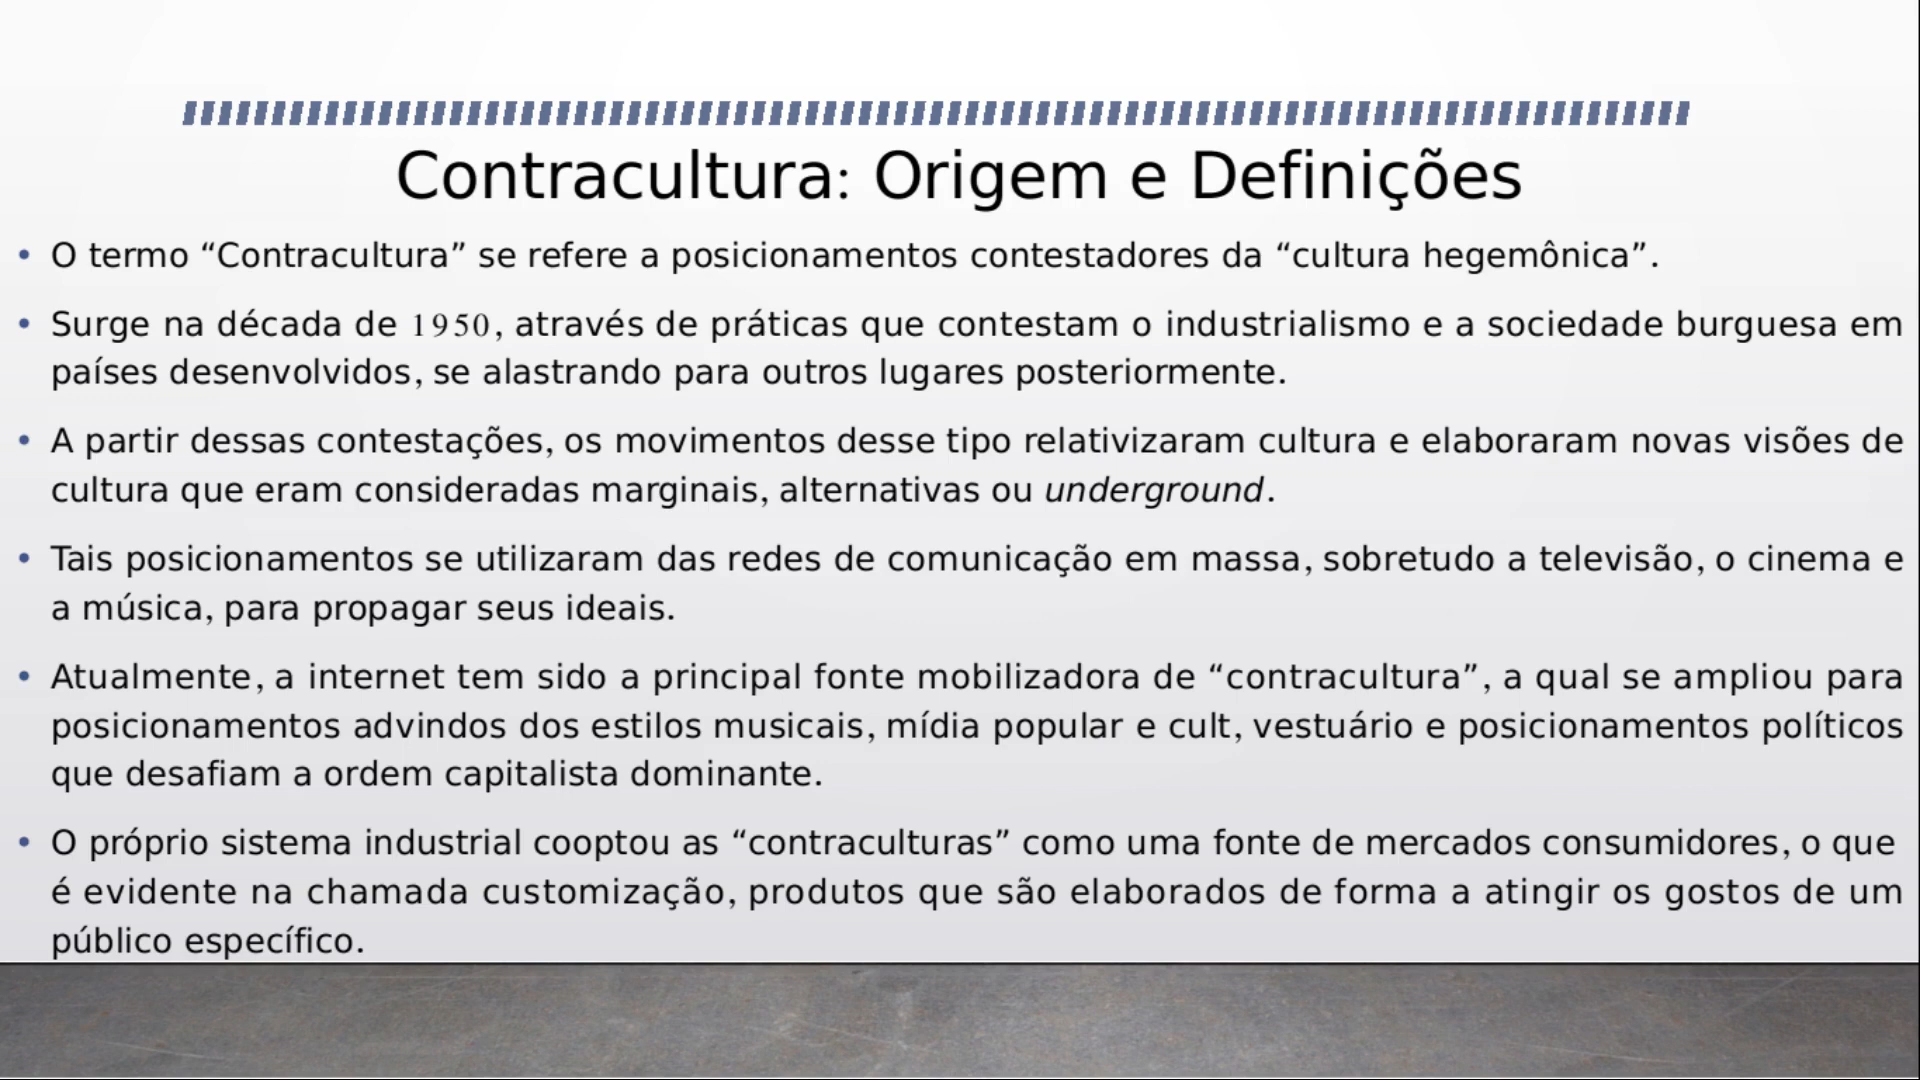 Contracultura: Origem e Definições
• O termo “Contracultura” se refere a posicionamentos contestadores da “cultura hegemônica”.
• Surge na década de 1950, através de práticas que contestam o industrialismo e a sociedade burguesa em
países desenvolvidos, se alastrando para outros lugares posteriormente.
• A partir dessas contestações, os movimentos desse tipo relativizaram cultura e elaboraram novas visões de
cultura que eram consideradas marginais, alternativas ou underground.
• Tais posicionamentos se utilizaram das redes de comunicação em massa, sobretudo a televisão, o cinema e
a música, para propagar seus ideais.
• Atualmente, a internet tem sido a principal fonte mobilizadora de “contracultura”, a qual se ampliou para
posicionamentos advindos dos estilos musicais, mídia popular e cult, vestuário e posicionamentos políticos
que desafiam a ordem capitalista dominante.
• O próprio sistema industrial cooptou as “contraculturas” como uma fonte de mercados consumidores, o que
é evidente na chamada customização, produtos que são elaborados de forma a atingir os gostos de um
público específico.